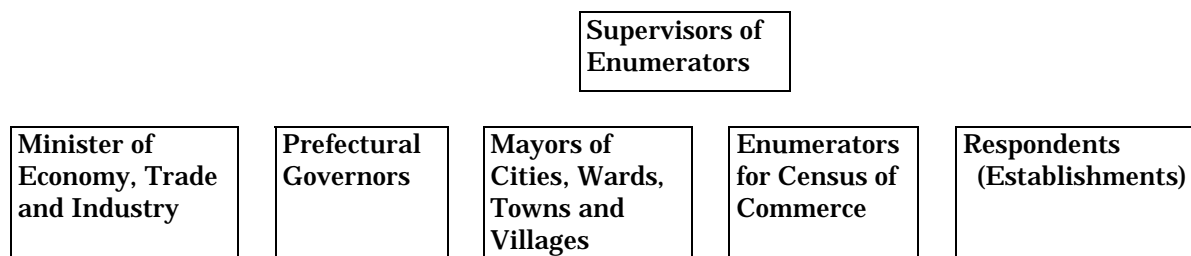 Supervisors of
Enumerators
Minister of
Economy, Trade
and Industry
Prefectural
Governors
Mayors of
Cities, Wards,
Towns and
Villages
Enumerators
for Census of
Commerce
Respondents
(Establishments)